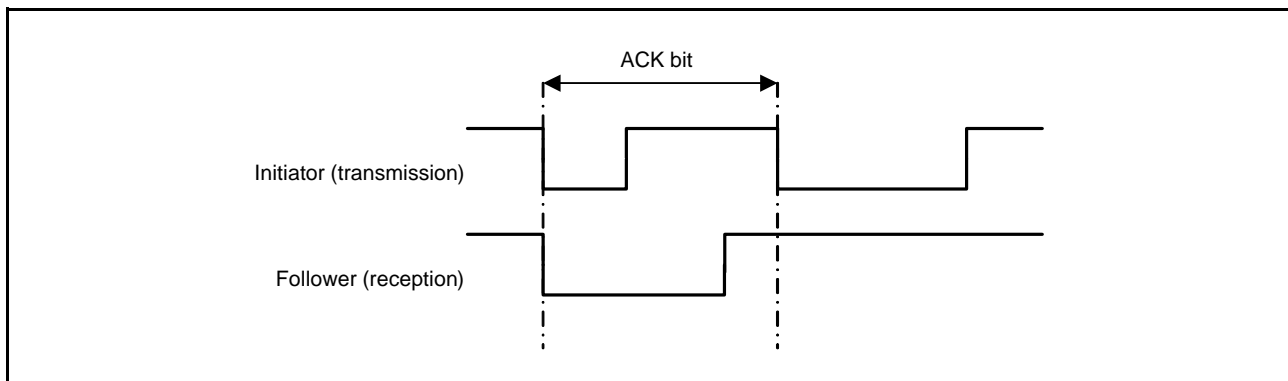 ACK bit
Initiator (transmission)
Follower (reception)